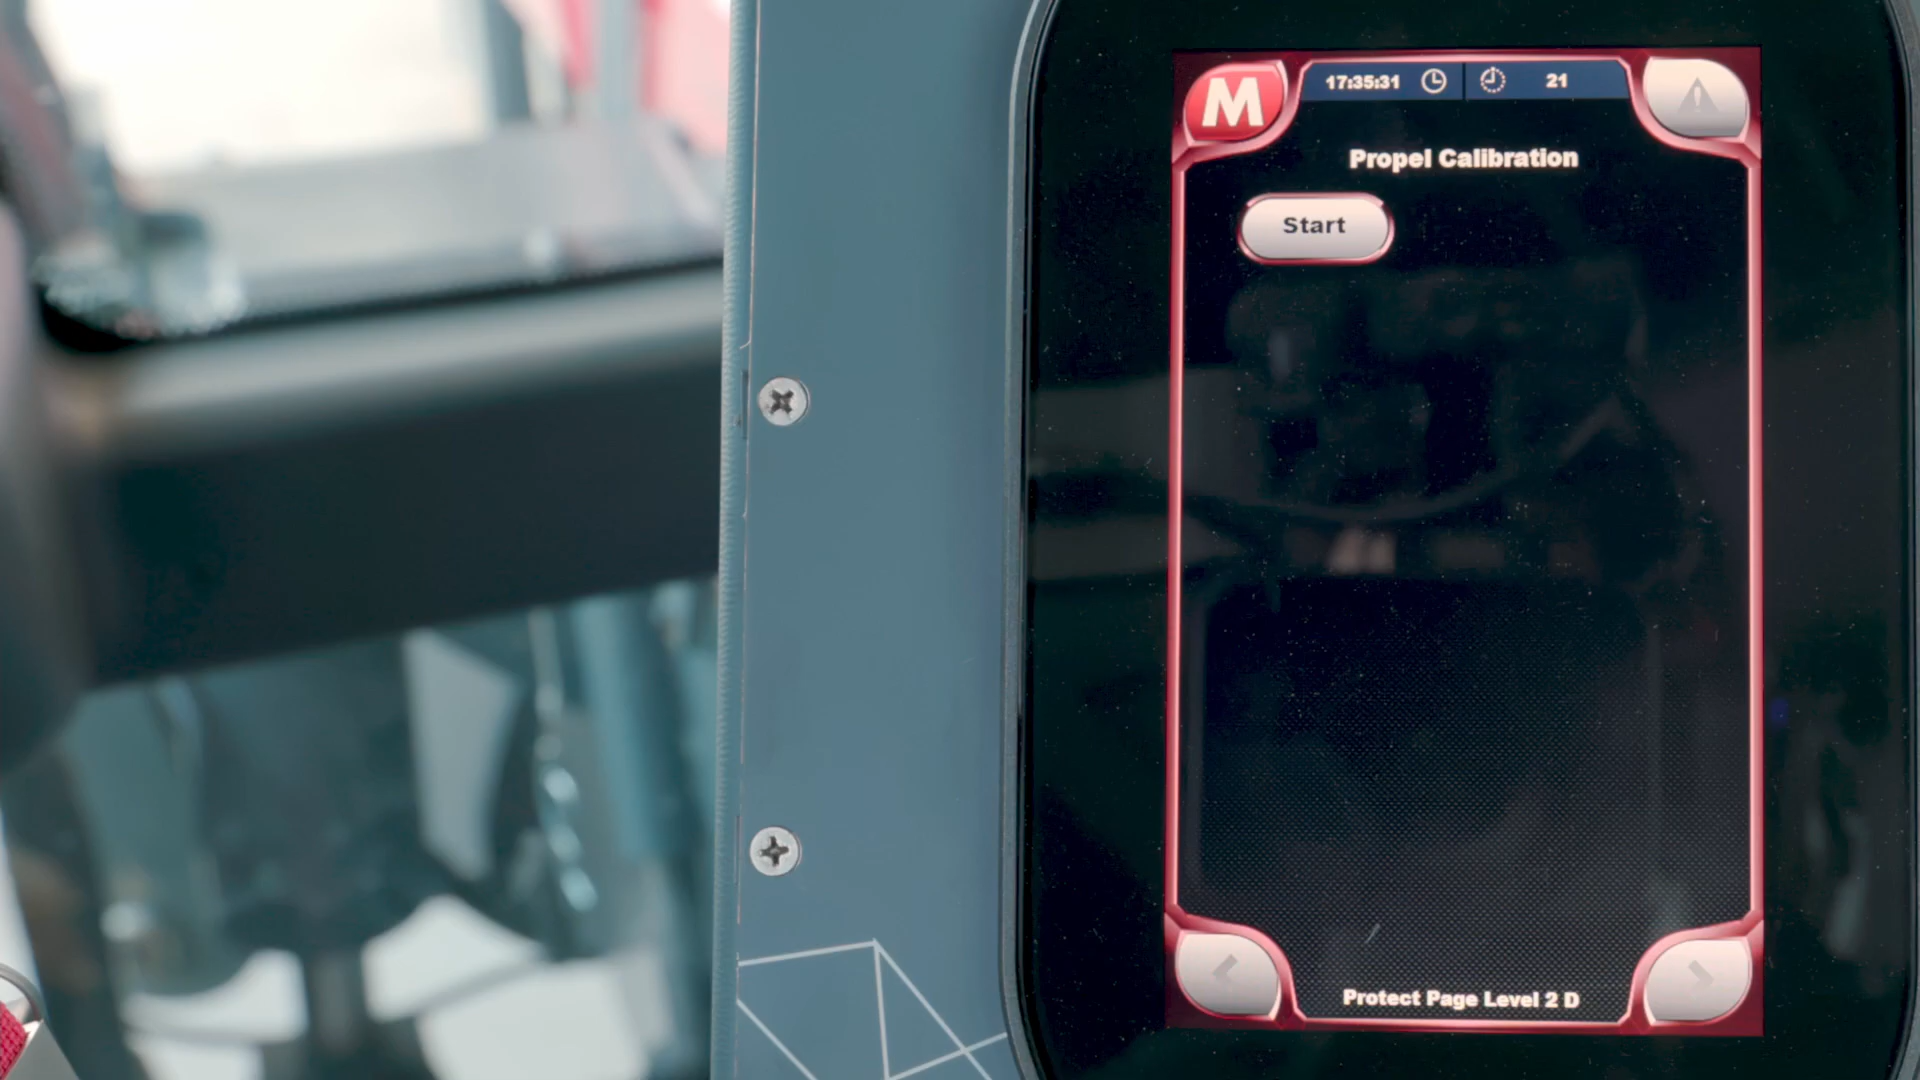 M
17:35:31
21
Propel Calibration
Start
Protect Page Level 2 D